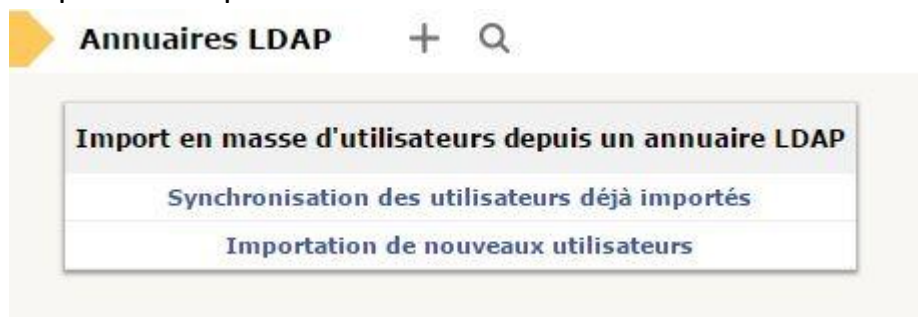 Annuaires LDAP
Import en masse d'utilisateurs depuis un annuaire LDAP
Synchronisation des utilisateurs déjà importés
Importation de nouveaux utilisateurs